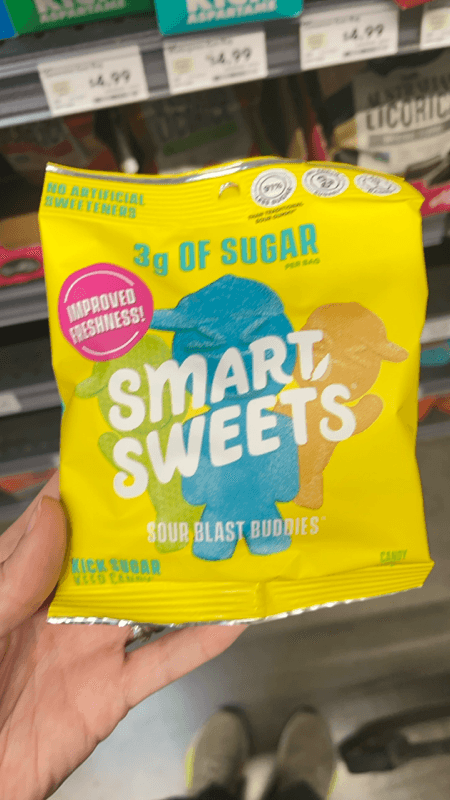 ASPARTAME
ASPARTAME
$4.99
$4.99
$4.99
LICORIC
NO ARTIFICIAL
SWEETENERS
3g OF SUGAR
PER BAG
IMPROVED
FRESHNESS!
SMART
SWEETS
SOUR BLAST BUDDIES
KICK SUGAR
KEEP CANDY
CANDY